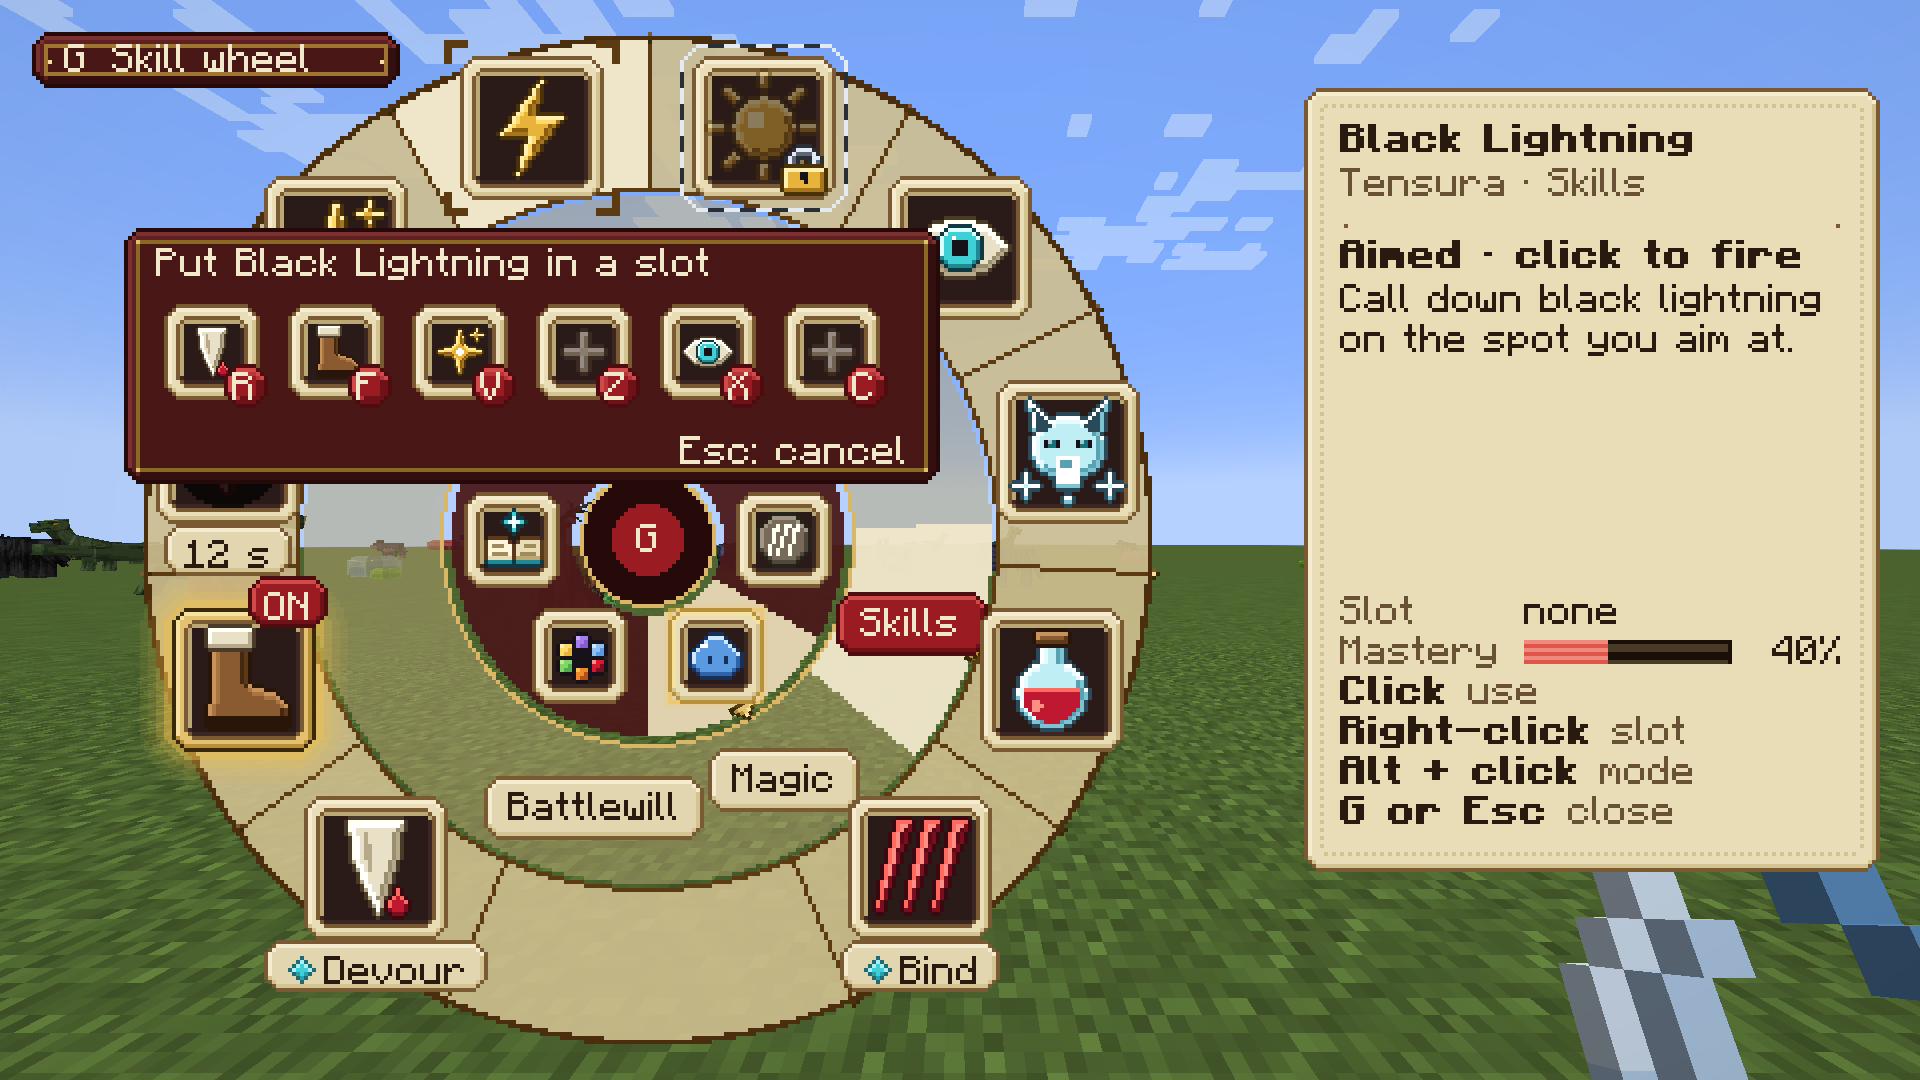 G Skill wheel
Put Black Lightning in a slot
R F V Z X C
Esc: cancel
12 s
G
ON
Skills
Magic
Battlewill
Devour
Bind
Black Lightning
Tensura · Skills
Aimed · click to fire
Call down black lightning
on the spot you aim at.
Slot none
Mastery 40%
Click use
Right-click slot
Alt + click mode
G or Esc close